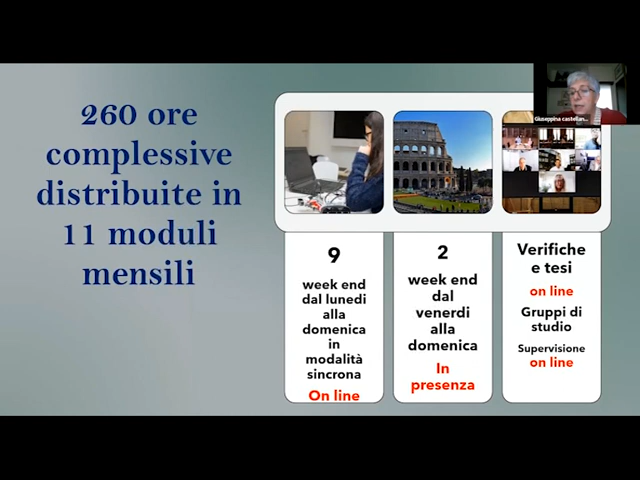 260 ore
complessive
distribuite in
11 moduli
mensili
Giuseppina castellan...
9
week end
dal lunedi
alla
domenica
in
modalità
sincrona
On line
2
week end
dal
venerdi
alla
domenica
In
presenza
Verifiche
e tesi
on line
Gruppi di
studio
Supervisione
on line